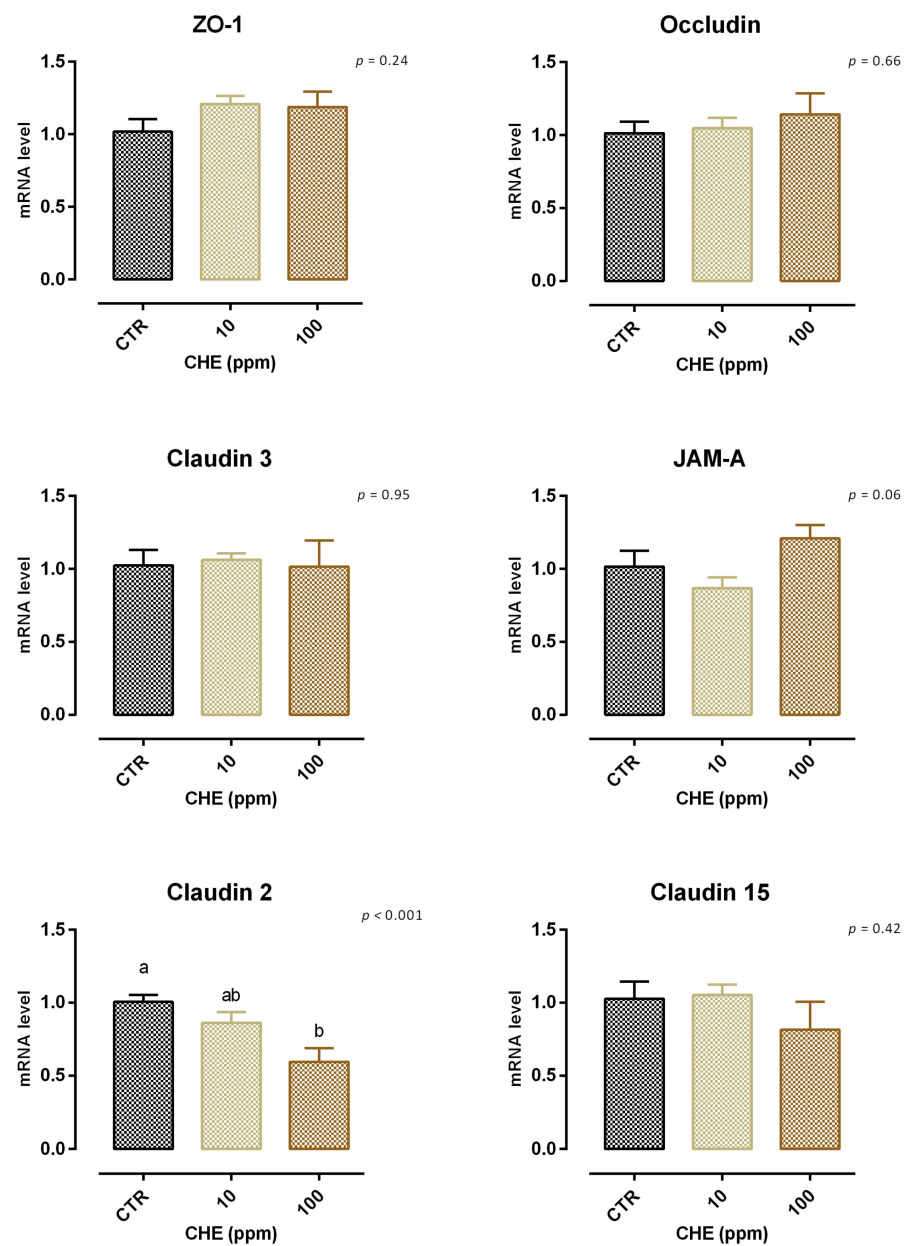 ZO-1
p = 0.24
mRNA level
1.5
1.0
0.5
0.0
CTR
10
100
CHE (ppm)
Occludin
p = 0.66
mRNA level
1.5
1.0
0.5
0.0
CTR
10
100
CHE (ppm)
Claudin 3
p = 0.95
mRNA level
1.5
1.0
0.5
0.0
CTR
10
100
CHE (ppm)
JAM-A
p = 0.06
mRNA level
1.5
1.0
0.5
0.0
CTR
10
100
CHE (ppm)
Claudin 2
p < 0.001
mRNA level
1.5
1.0
0.5
0.0
a
ab
b
CTR
10
100
CHE (ppm)
Claudin 15
p = 0.42
mRNA level
1.5
1.0
0.5
0.0
CTR
10
100
CHE (ppm)